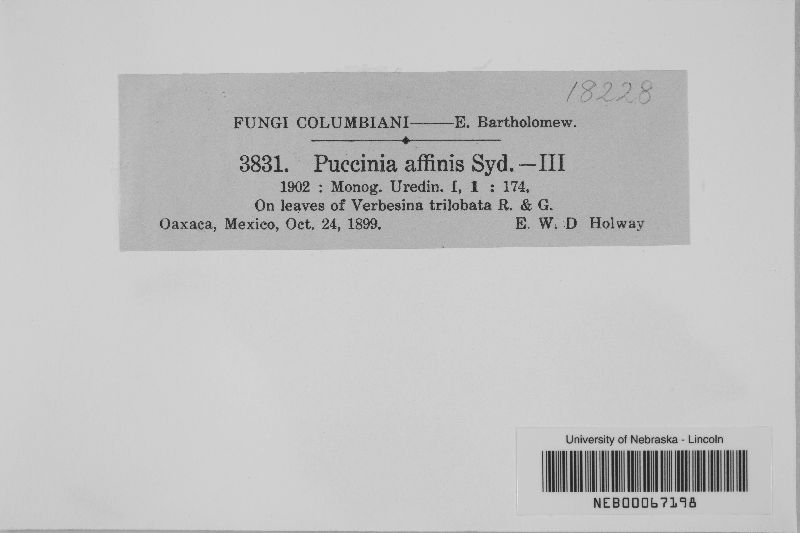 18228
FUNGI COLUMBIANI——E. Bartholomew.
3831. Puccinia affinis Syd.—III
1902 : Monog. Uredin. I, 1 : 174.
On leaves of Verbesina trilobata R. & G.
Oaxaca, Mexico, Oct. 24, 1899. E. W. D Holway
University of Nebraska - Lincoln
NEB00067198